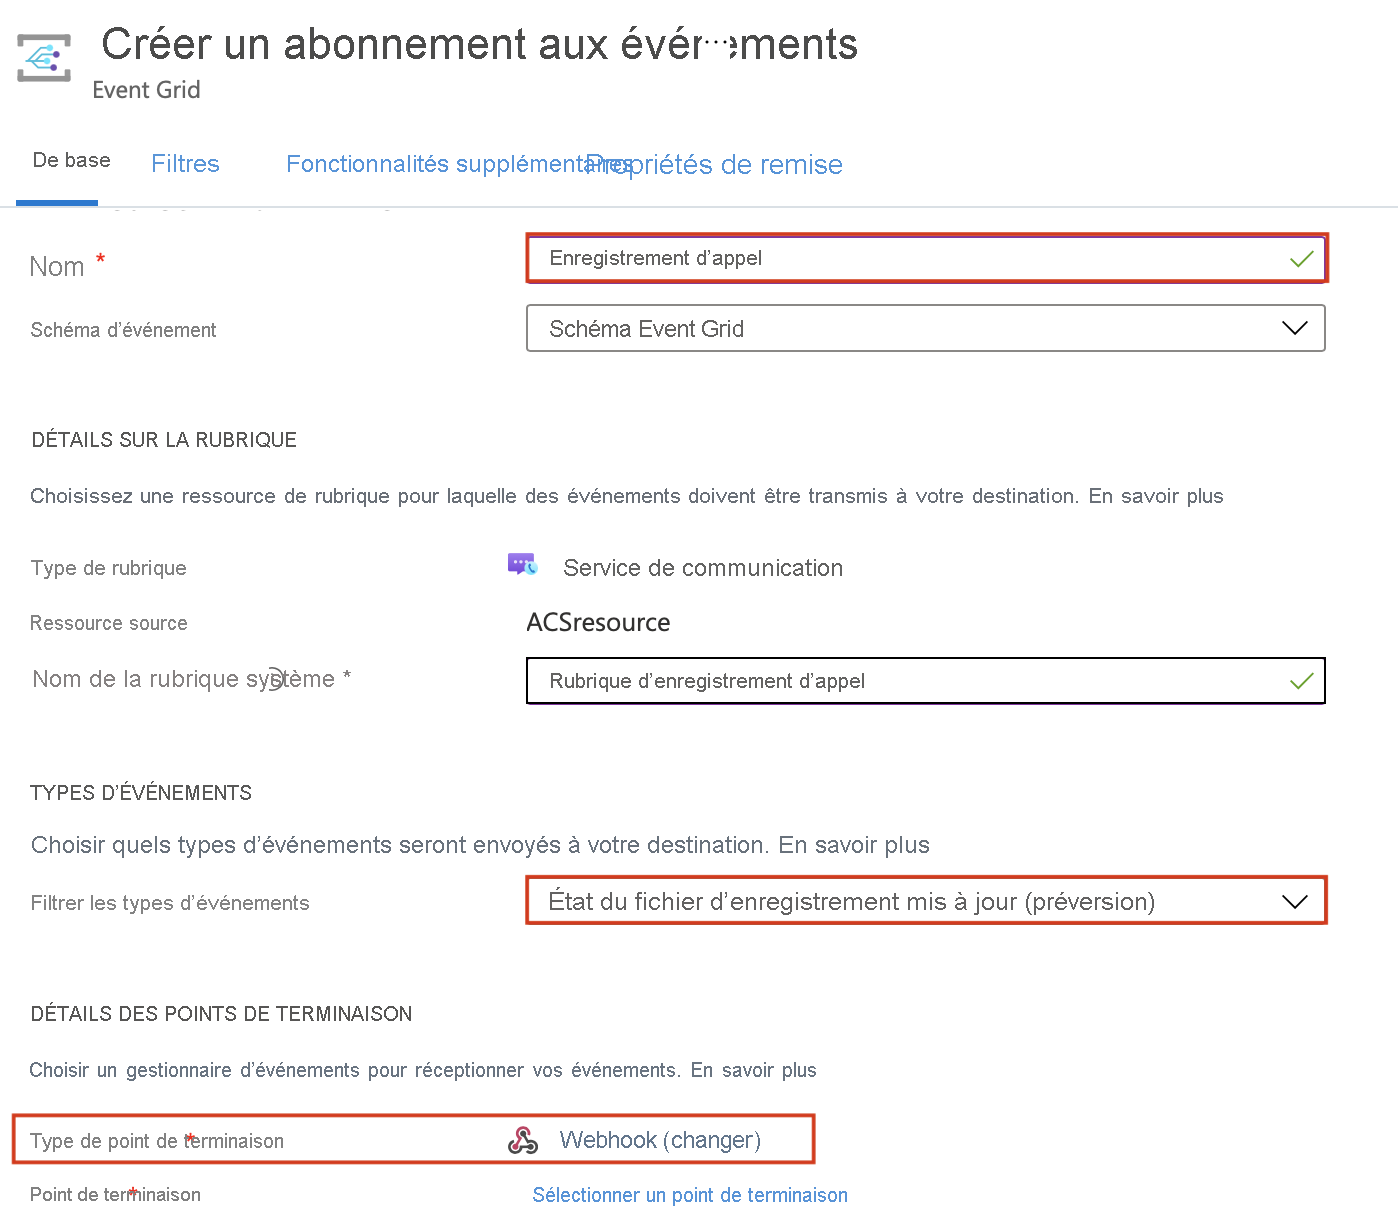 Créer un abonnement aux événements
Event Grid
De base
Filtres
Fonctionnalités supplémentaires
Propriétés de remise
Nom *
Enregistrement d’appel
Schéma d’événement
Schéma Event Grid
DÉTAILS SUR LA RUBRIQUE
Choisissez une ressource de rubrique pour laquelle des événements doivent être transmis à votre destination. En savoir plus
Type de rubrique
Service de communication
Ressource source
ACSresource
Nom de la rubrique système *
Rubrique d’enregistrement d’appel
TYPES D’ÉVÉNEMENTS
Choisir quels types d’événements seront envoyés à votre destination. En savoir plus
Filtrer les types d’événements
État du fichier d’enregistrement mis à jour (préversion)
DÉTAILS DES POINTS DE TERMINAISON
Choisir un gestionnaire d’événements pour réceptionner vos événements. En savoir plus
Type de point de terminaison *
Webhook (changer)
Point de terminaison *
Sélectionner un point de terminaison